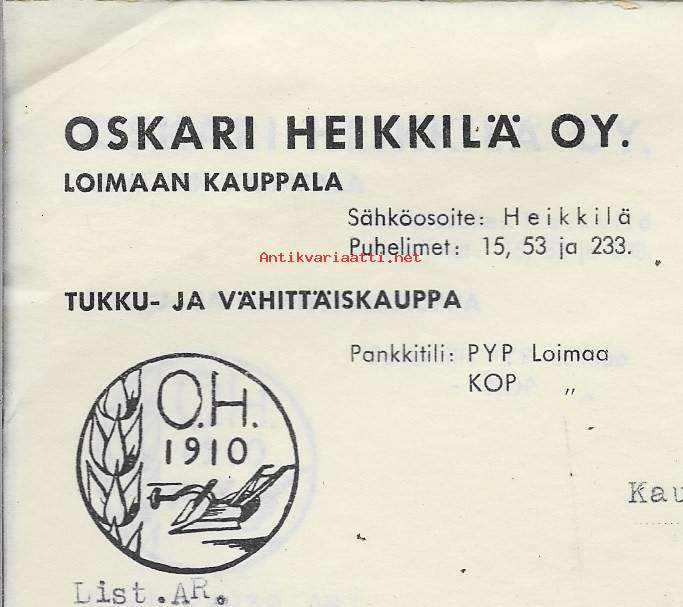 OSKARI HEIKKILÄ OY.
LOIMAAN KAUPPALA
Sähköosoite: Heikkilä
Puhelimet: 15, 53 ja 233.
Antikvariaatti.net
TUKKU- JA VÄHITTÄISKAUPPA
Pankkitili: PYP Loimaa
KOP „
O.H.
1910
Kau
List.AR.